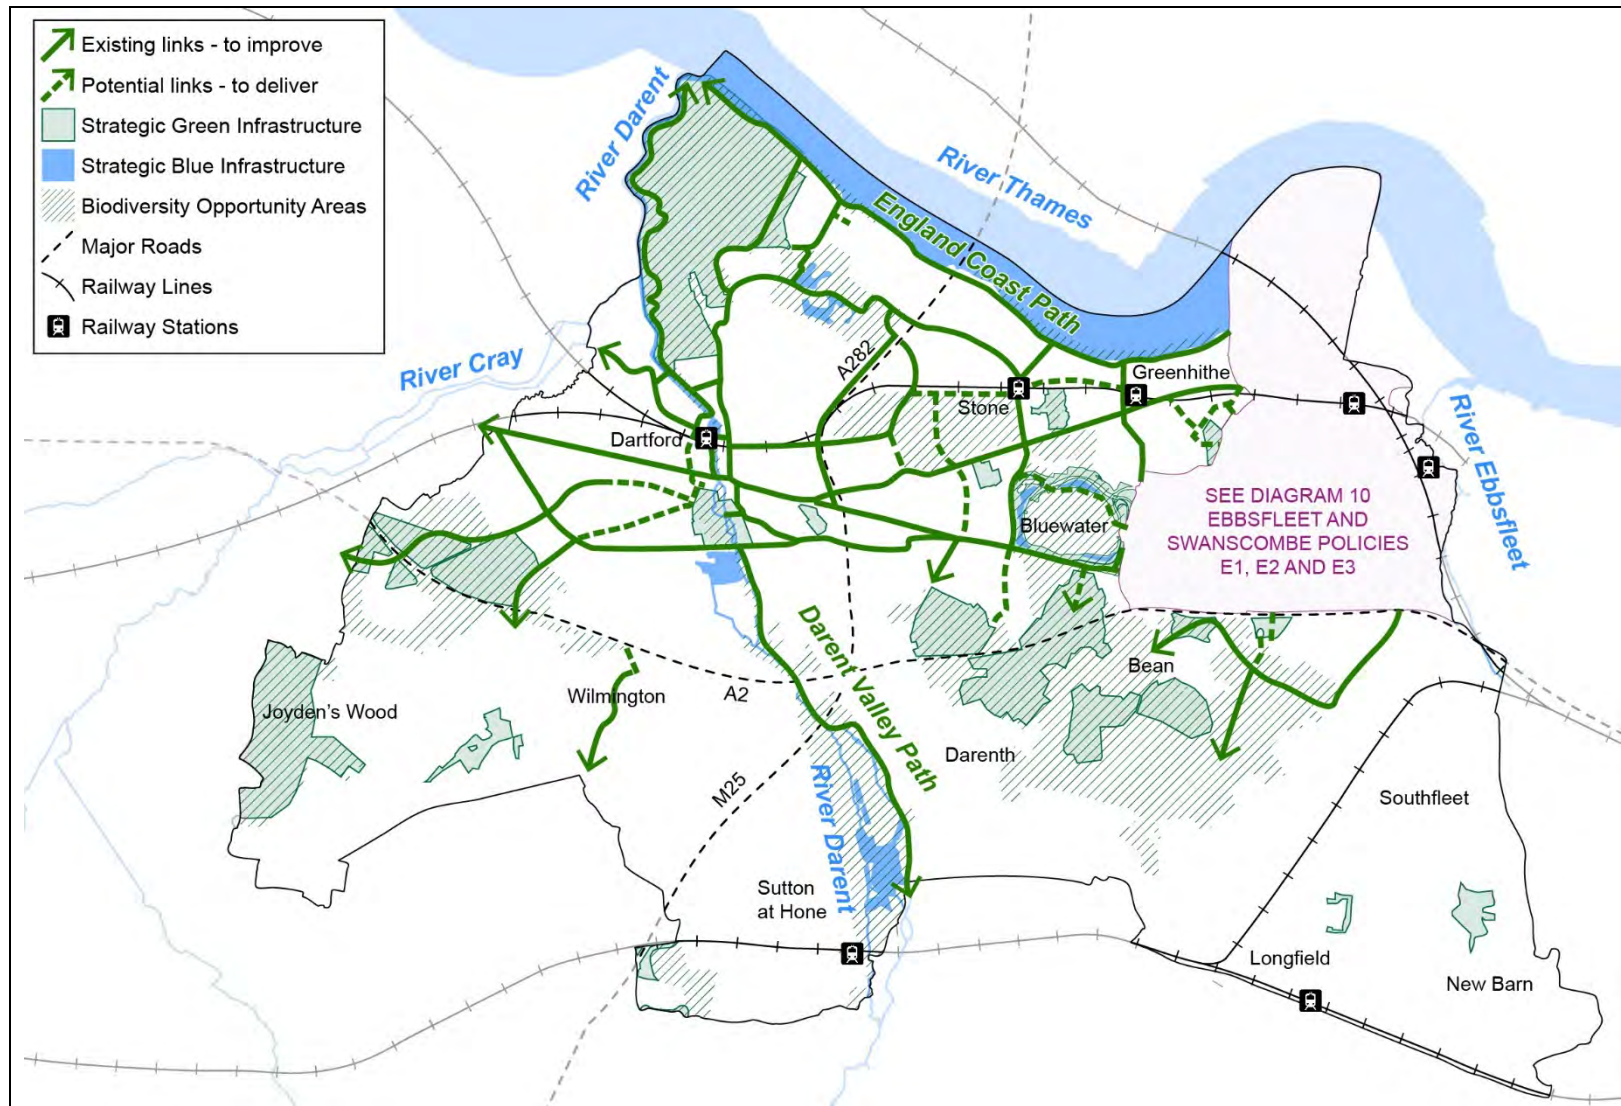 Existing links - to improve
Potential links - to deliver
Strategic Green Infrastructure
Strategic Blue Infrastructure
Biodiversity Opportunity Areas
Major Roads
Railway Lines
Railway Stations
River Darent
River Thames
England Coast Path
River Cray
A282
Greenhithe
Stone
Dartford
River Ebbsfleet
SEE DIAGRAM 10
EBBSFLEET AND
SWANSCOMBE POLICIES
E1, E2 AND E3
Bluewater
Darent Valley Path
Bean
Wilmington
A2
Joyden's Wood
Darenth
M25
River Darent
Southfleet
Sutton
at Hone
Longfield
New Barn